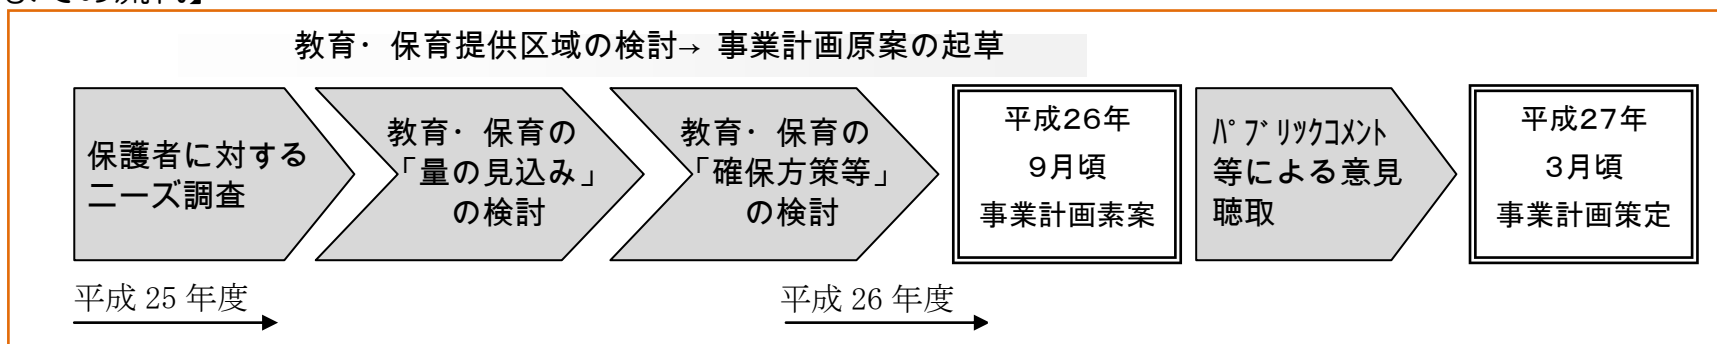 教育・保育提供区域の検討→ 事業計画原案の起草
保護者に対する
ニーズ調査
教育・保育の
「量の見込み」
の検討
教育・保育の
「確保方策等」
の検討
平成26年
9月頃
事業計画素案
ﾊﾟﾌﾞﾘｯｸｺﾒﾝﾄ
等による意見
聴取
平成27年
3月頃
事業計画策定
平成 25 年度
平成 26 年度